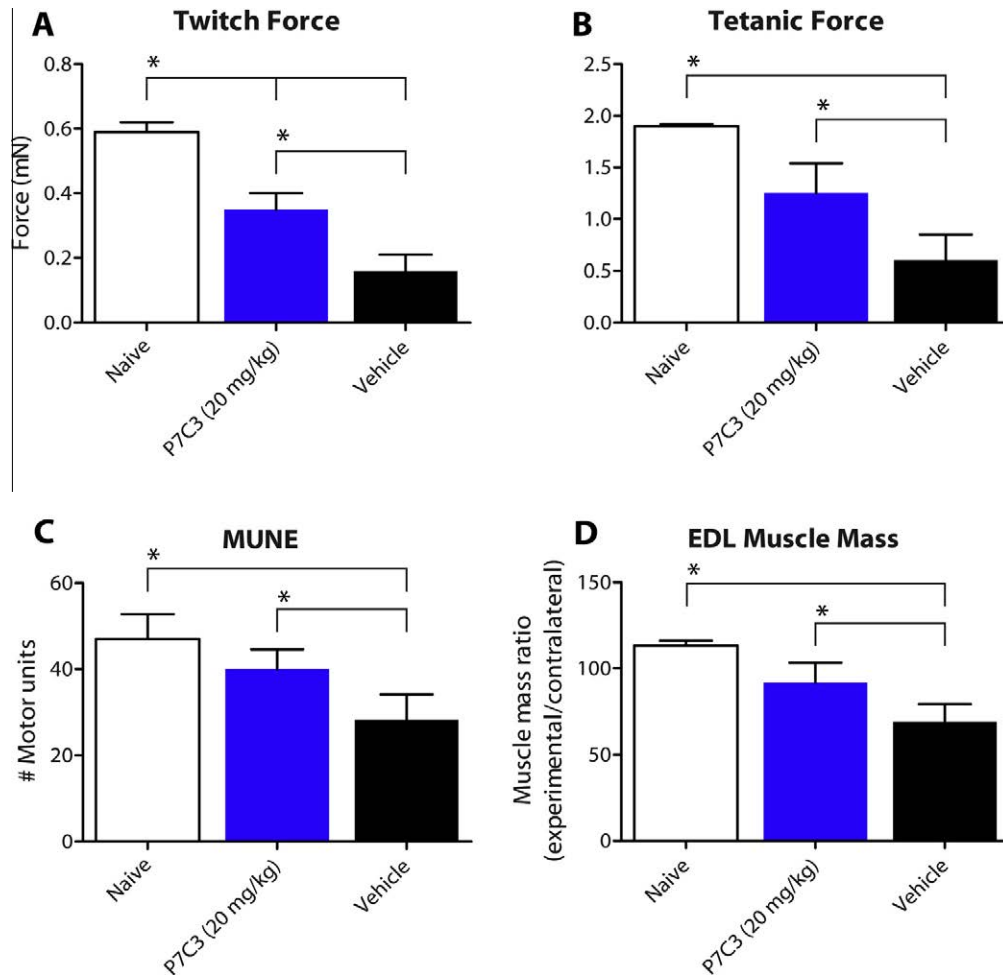 A
Twitch Force
Force (mN)
0.8
0.6
0.4
0.2
0.0
*
*
Naive
P7C3 (20 mg/kg)
Vehicle
B
Tetanic Force
2.5
2.0
1.5
1.0
0.5
0.0
*
*
Naive
P7C3 (20 mg/kg)
Vehicle
C
MUNE
# Motor units
60
40
20
0
*
*
Naive
P7C3 (20 mg/kg)
Vehicle
D
EDL Muscle Mass
Muscle mass ratio
(experimental/contralateral)
150
100
50
0
*
*
Naive
P7C3 (20 mg/kg)
Vehicle